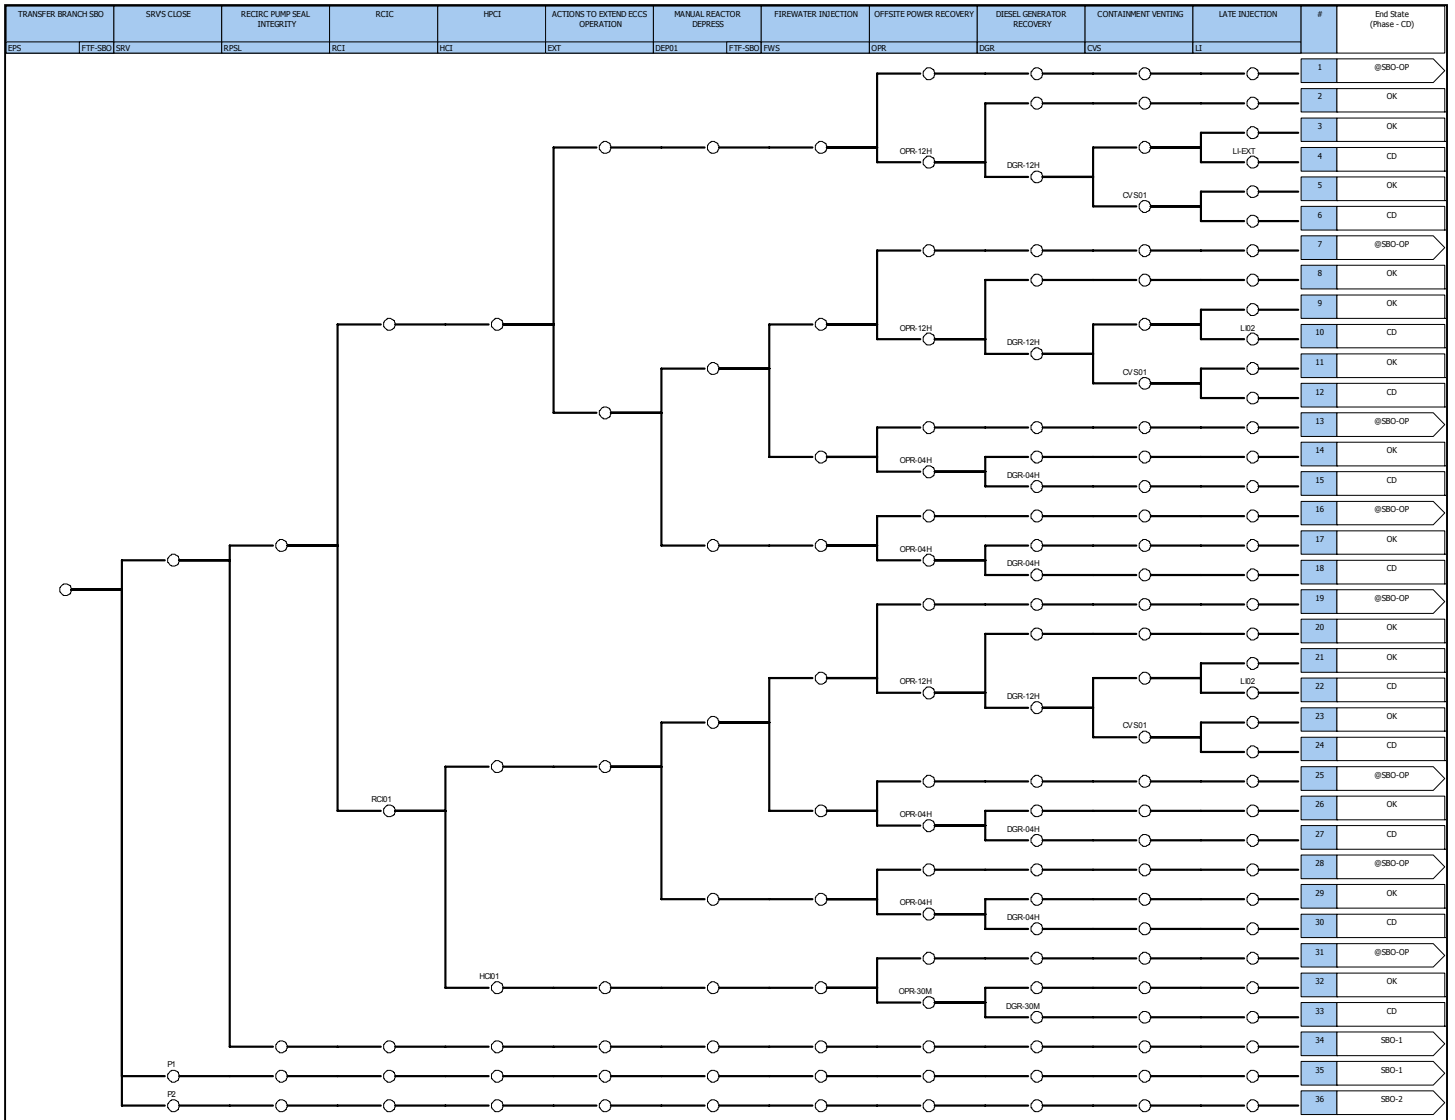 TRANSFER BRANCH SBO
SRV'S CLOSE
RECIRC PUMP SEAL
INTEGRITY
RCIC
HPCI
ACTIONS TO EXTEND ECCS
OPERATION
MANUAL REACTOR
DEPRESS
FIREWATER INJECTION
OFFSITE POWER RECOVERY
DIESEL GENERATOR
RECOVERY
CONTAINMENT VENTING
LATE INJECTION
#
End State
(Phase - CD)
EPS
FTF-SBO
SRV
RPSL
RCI
HCI
EXT
DEP01
FTF-SBO
FWS
OPR
DGR
CVS
LI
1
@SBO-OP
2
OK
3
OK
OPR-12H
LI-EXT
4
CD
DGR-12H
5
OK
CVS01
6
CD
7
@SBO-OP
8
OK
9
OK
OPR-12H
LI02
10
CD
DGR-12H
11
OK
CVS01
12
CD
13
@SBO-OP
14
OK
OPR-04H
DGR-04H
15
CD
16
@SBO-OP
17
OK
OPR-04H
DGR-04H
18
CD
19
@SBO-OP
20
OK
21
OK
OPR-12H
LI02
22
CD
DGR-12H
23
OK
CVS01
24
CD
25
@SBO-OP
RCI01
26
OK
OPR-04H
DGR-04H
27
CD
28
@SBO-OP
29
OK
OPR-04H
DGR-04H
30
CD
31
@SBO-OP
HCI01
32
OK
OPR-30M
DGR-30M
33
CD
34
SBO-1
P1
35
SBO-1
P2
36
SBO-2